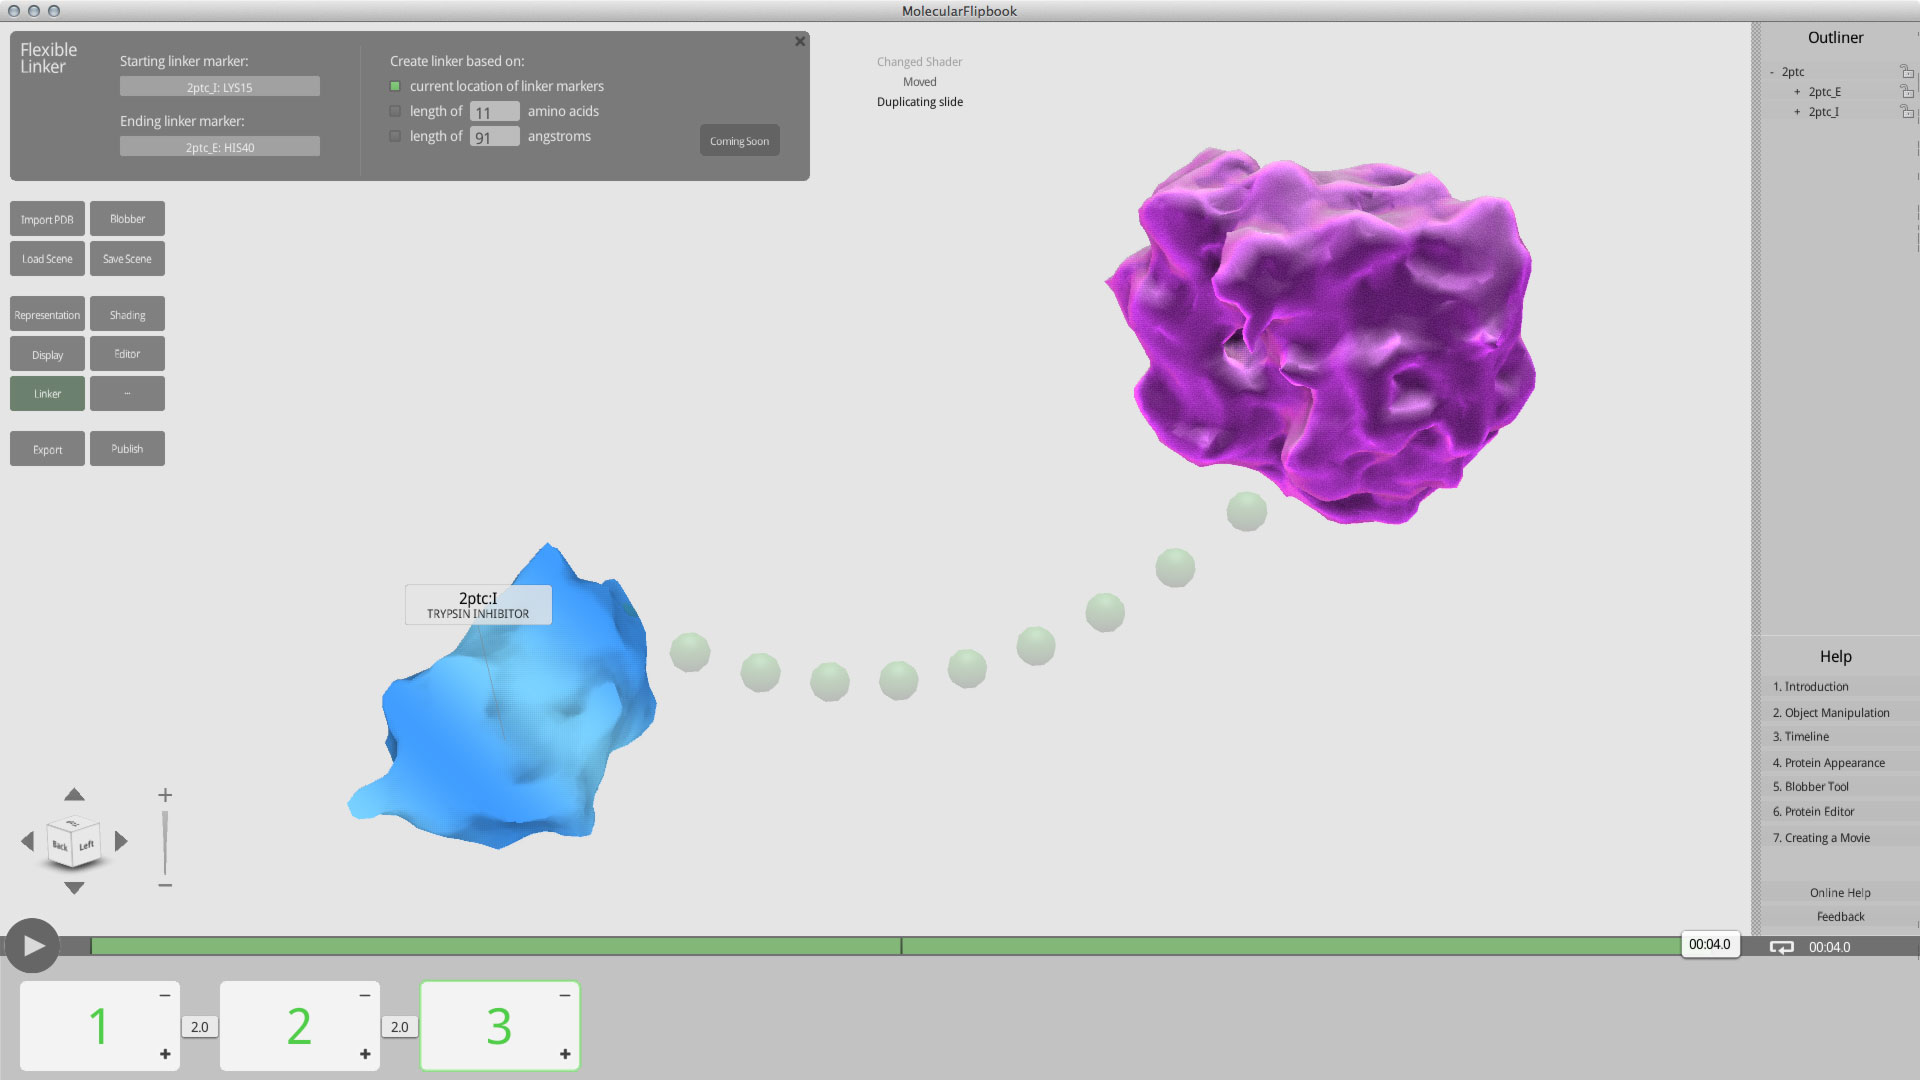 MolecularFlipbook
Flexible
Linker
Starting linker marker:
2ptc_I: LYS15
Ending linker marker:
2ptc_E: HIS40
Create linker based on:
current location of linker markers
length of 11 amino acids
length of 91 angstroms
Coming Soon
Changed Shader
Moved
Duplicating slide
Import PDB
Blobber
Load Scene
Save Scene
Representation
Shading
Display
Editor
Linker
...
Export
Publish
2ptc:I
TRYPSIN INHIBITOR
Back
Left
Outliner
- 2ptc
+ 2ptc_E
+ 2ptc_I
Help
1. Introduction
2. Object Manipulation
3. Timeline
4. Protein Appearance
5. Blobber Tool
6. Protein Editor
7. Creating a Movie
Online Help
Feedback
00:04.0
00:04.0
1
2.0
2
2.0
3